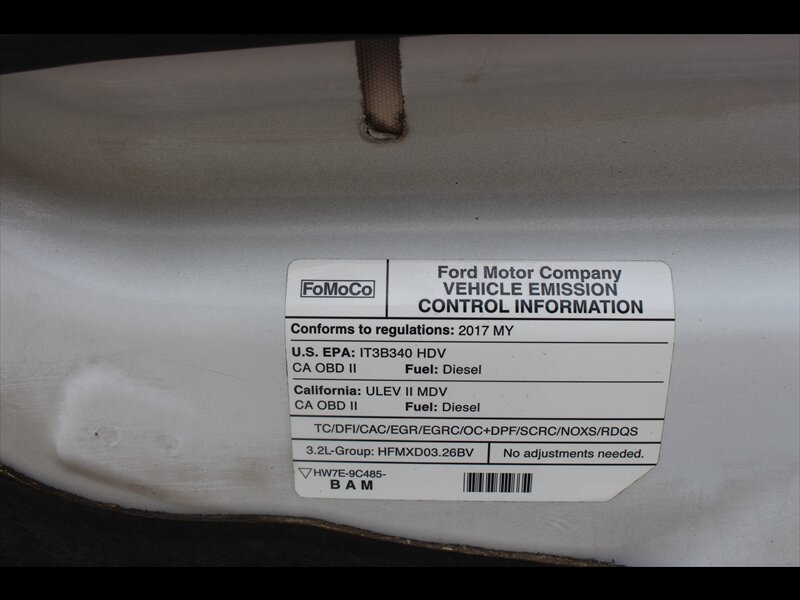 FoMoCo
Ford Motor Company
VEHICLE EMISSION
CONTROL INFORMATION
Conforms to regulations: 2017 MY
U.S. EPA: IT3B340 HDV
CA OBD II Fuel: Diesel
California: ULEV II MDV
CA OBD II Fuel: Diesel
TC/DFI/CAC/EGR/EGRC/OC+DPF/SCRC/NOXS/RDQS
3.2L-Group: HFMXD03.26BV No adjustments needed.
HW7E-9C485-
BAM